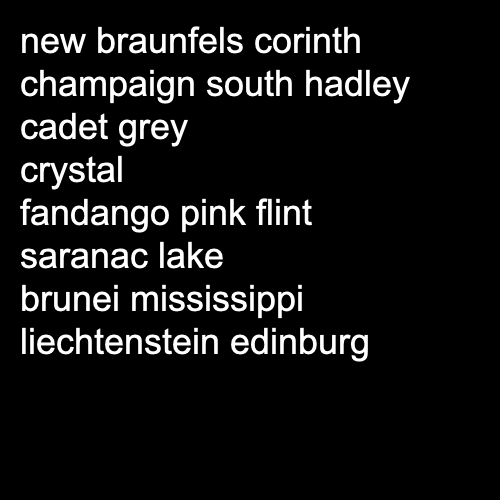 new braunfels corinth
champaign south hadley
cadet grey
crystal
fandango pink flint
saranac lake
brunei mississippi
liechtenstein edinburg